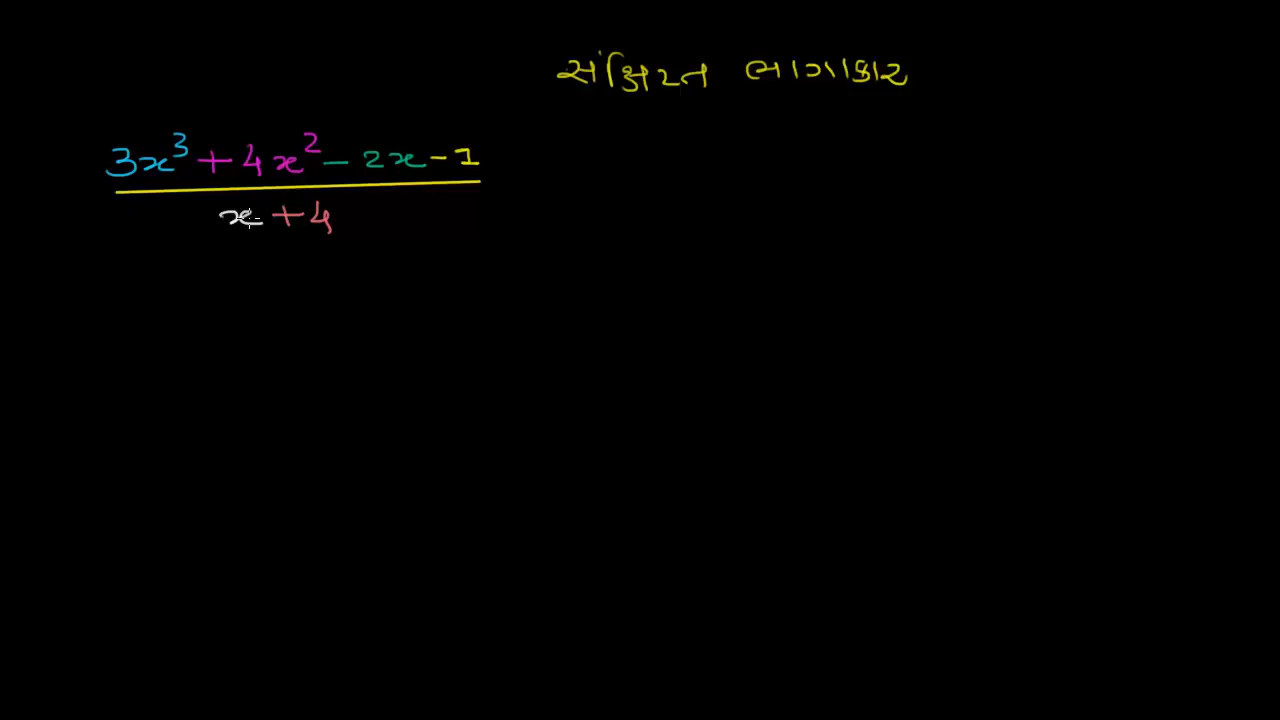 સંક્ષિપ્ત ભાગાકાર
3x³ + 4x² - 2x - 1
x + 4